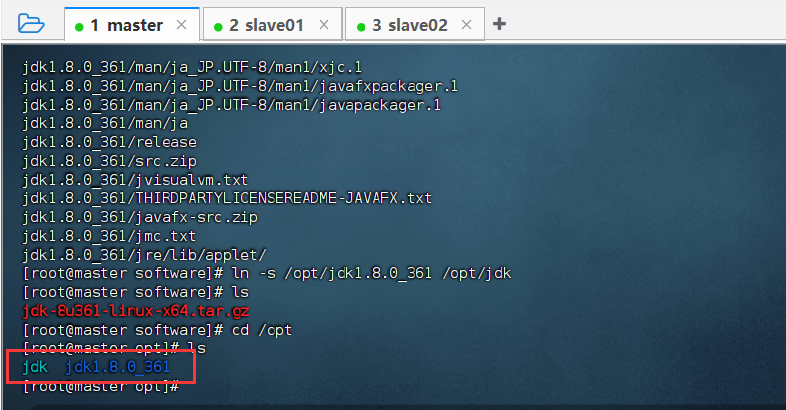 1 master × 2 slave01 × 3 slave02 × +
jdk1.8.0_361/man/ja_JP.UTF-8/man1/xjc.1
jdk1.8.0_361/man/ja_JP.UTF-8/man1/javafxpackager.1
jdk1.8.0_361/man/ja_JP.UTF-8/man1/javapackager.1
jdk1.8.0_361/man/ja
jdk1.8.0_361/release
jdk1.8.0_361/src.zip
jdk1.8.0_361/jvisualvm.txt
jdk1.8.0_361/THIRDPARTYLICENSEREADME-JAVAFX.txt
jdk1.8.0_361/javafx-src.zip
jdk1.8.0_361/jmc.txt
jdk1.8.0_361/jre/lib/applet/
[root@master software]# ln -s /opt/jdk1.8.0_361 /opt/jdk
[root@master software]# ls
jdk-8u361-linux-x64.tar.gz
[root@master software]# cd /opt
[root@master opt]# ls
jdk jdk1.8.0_361
[root@master opt]#